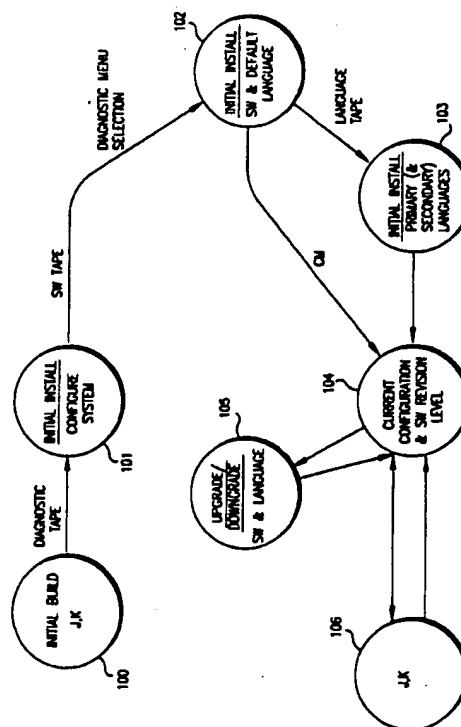 INITIAL BUILD
J,K
100
DIAGNOSTIC
TAPE
INITIAL INSTALL
CONFIGURE
SYSTEM
101
SW TAPE
DIAGNOSTIC MENU
SELECTION
102
INITIAL INSTALL
SW & DEFAULT
LANGUAGE
LANGUAGE
TAPE
CM
103
INITIAL INSTALL
PRIMARY (&
SECONDARY)
LANGUAGES
104
CURRENT
CONFIGURATION
& SW REVISION
LEVEL
105
UPGRADE/
DOWNGRADE
SW & LANGUAGE
106
J,K